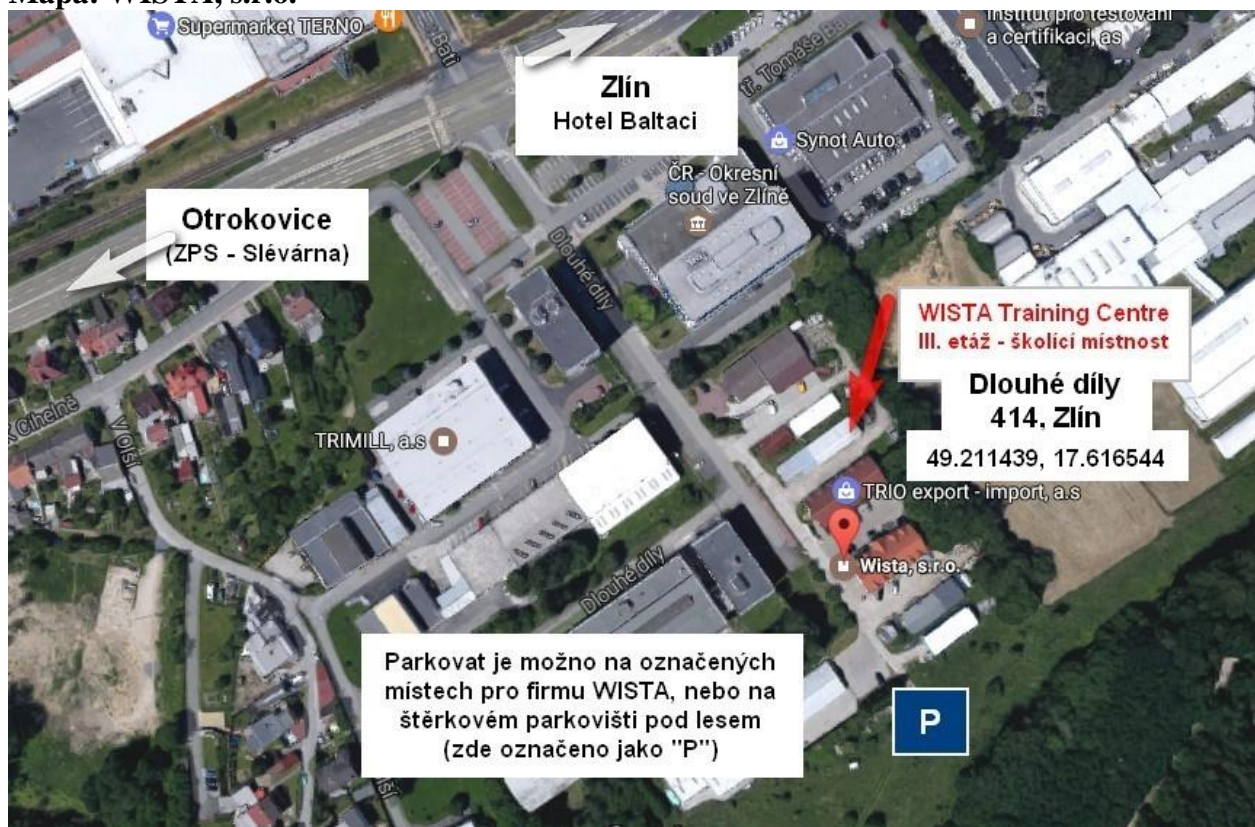 Mapa: WISTA, s.r.o.
Supermarket TERNO
Bati
Zlín
Hotel Baltaci
tř. Tomáše Ba
Institut pro testování
a certifikaci, as
Synot Auto
ČR - Okresní
soud ve Zlíně
Otrokovice
(ZPS - Slévárna)
Dlouhé díly
WISTA Training Centre
III. etáž - školící místnost
Dlouhé díly
414, Zlín
49.211439, 17.616544
K Cihelně
V olší
TRIMILL, a.s
TRIO export - import, a.s
Wista, s.r.o.
Dlouhé díly
Parkovat je možno na označených
místech pro firmu WISTA, nebo na
štěrkovém parkovišti pod lesem
(zde označeno jako "P")
P